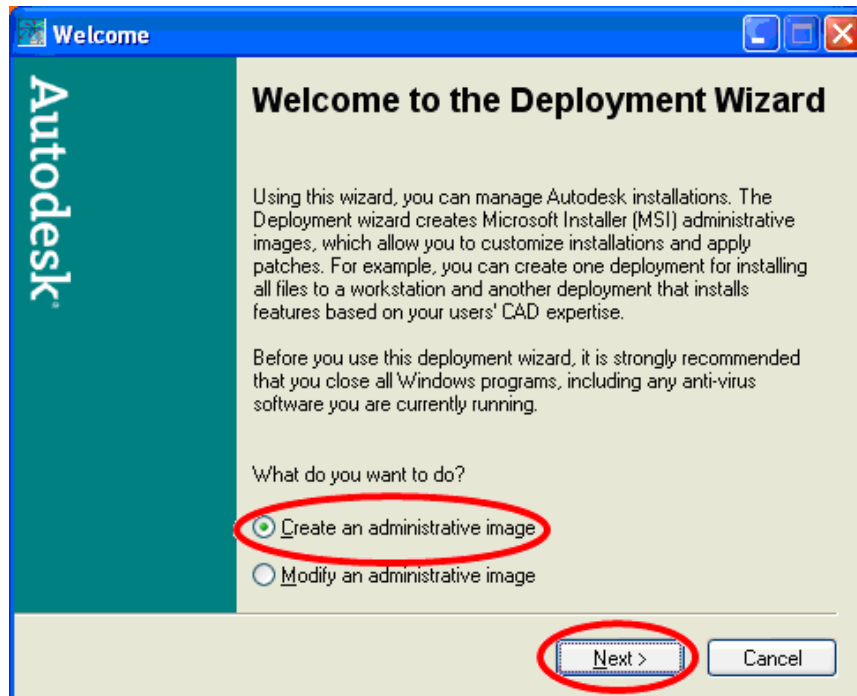 Welcome
Autodesk
Welcome to the Deployment Wizard
Using this wizard, you can manage Autodesk installations. The
Deployment wizard creates Microsoft Installer (MSI) administrative
images, which allow you to customize installations and apply
patches. For example, you can create one deployment for installing
all files to a workstation and another deployment that installs
features based on your users' CAD expertise.
Before you use this deployment wizard, it is strongly recommended
that you close all Windows programs, including any anti-virus
software you are currently running.
What do you want to do?
Create an administrative image
Modify an administrative image
Next >
Cancel